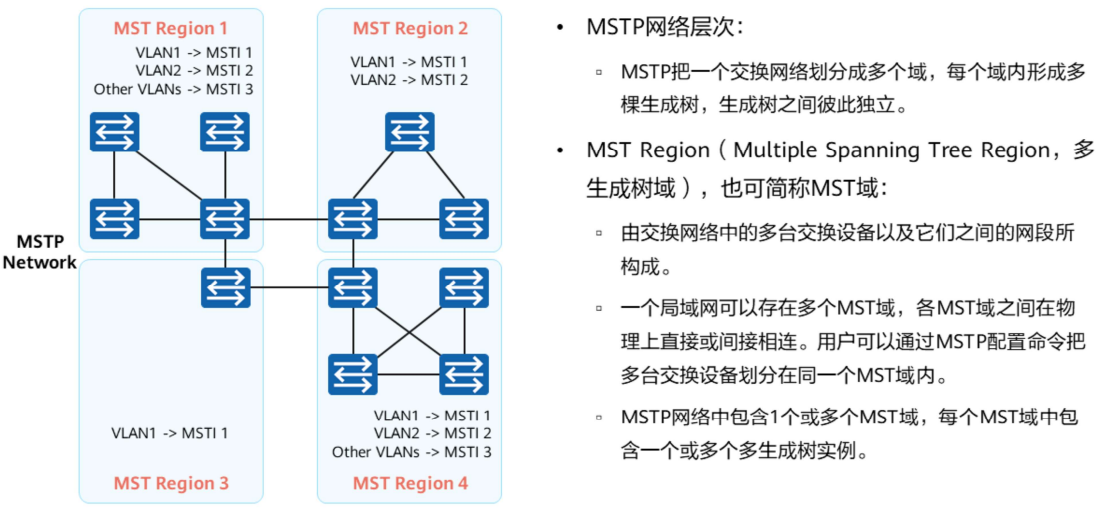 MST Region 1
VLAN1 -> MSTI 1
VLAN2 -> MSTI 2
Other VLANs -> MSTI 3
MST Region 2
VLAN1 -> MSTI 1
VLAN2 -> MSTI 2
MSTP
Network
VLAN1 -> MSTI 1
MST Region 3
VLAN1 -> MSTI 1
VLAN2 -> MSTI 2
Other VLANs -> MSTI 3
MST Region 4
• MSTP网络层次：
▫ MSTP把一个交换网络划分成多个域，每个域内形成多
棵生成树，生成树之间彼此独立。
• MST Region（Multiple Spanning Tree Region，多
生成树域），也可简称MST域：
▫ 由交换网络中的多台交换设备以及它们之间的网段所
构成。
▫ 一个局域网可以存在多个MST域，各MST域之间在物
理上直接或间接相连。用户可以通过MSTP配置命令把
多台交换设备划分在同一个MST域内。
▫ MSTP网络中包含1个或多个MST域，每个MST域中包
含一个或多个多生成树实例。